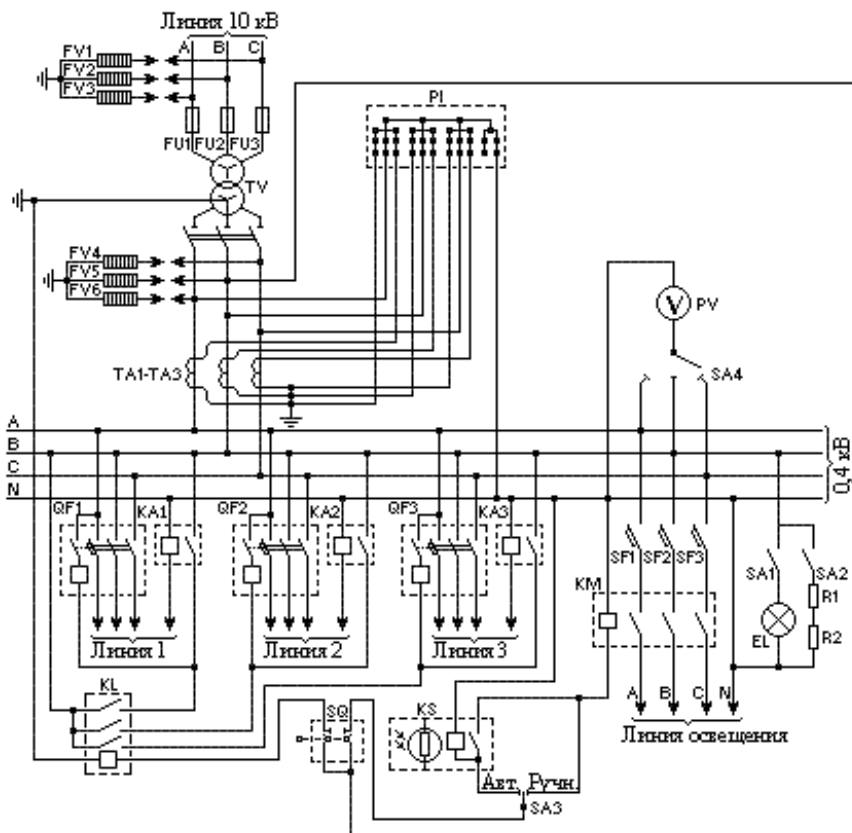 Линия 10 кВ
A B C
FV1
FV2
FV3
PI
FU1 FU2 FU3
TV
FV4
FV5
FV6
PV
V
TA1-TA3
SA4
A
B
C
N
0,4 кВ
QF1 KA1 QF2 KA2 QF3 KA3
SF1 SF2 SF3
SA1 SA2
KM
R1
EL R2
Линия 1 Линия 2 Линия 3
KL
A B C N
SQ KS
Линия освещения
Авт. Ручн.
SA3